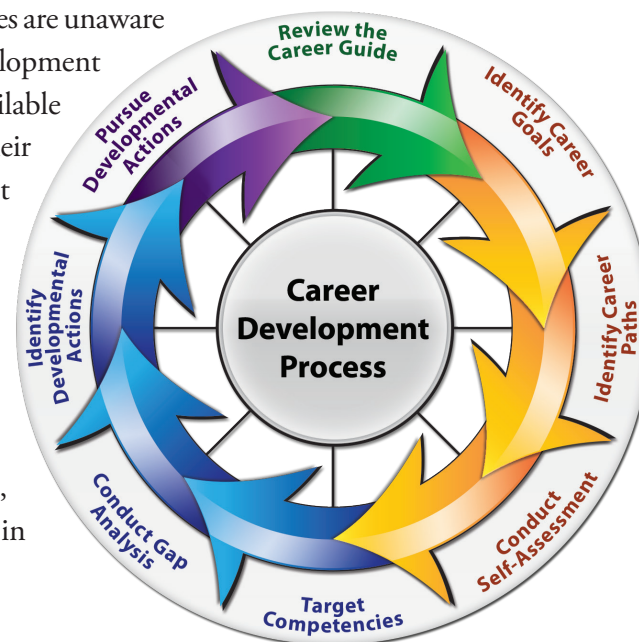 es are unaware
elopment
ilable
eir
t
,
in
Review the
Career Guide
Identify Career
Goals
Identify Career
Paths
Conduct
Self-Assessment
Target
Competencies
Conduct Gap
Analysis
Identify
Developmental
Actions
Pursue
Developmental
Actions
Career
Development
Process